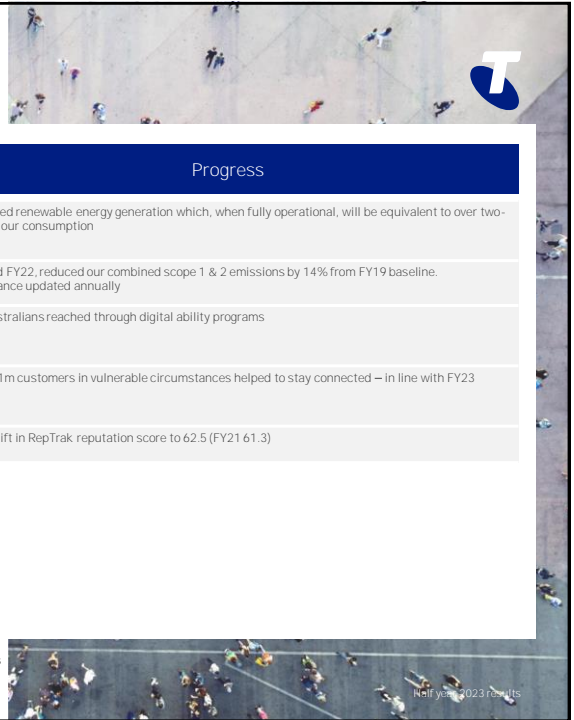 T
Progress
ed renewable energy generation which, when fully operational, will be equivalent to over two-
our consumption
d FY22, reduced our combined scope 1 & 2 emissions by 14% from FY19 baseline.
ance updated annually
stralians reached through digital ability programs
1m customers in vulnerable circumstances helped to stay connected – in line with FY23
ift in RepTrak reputation score to 62.5 (FY21 61.3)
s
Half year 2023 results